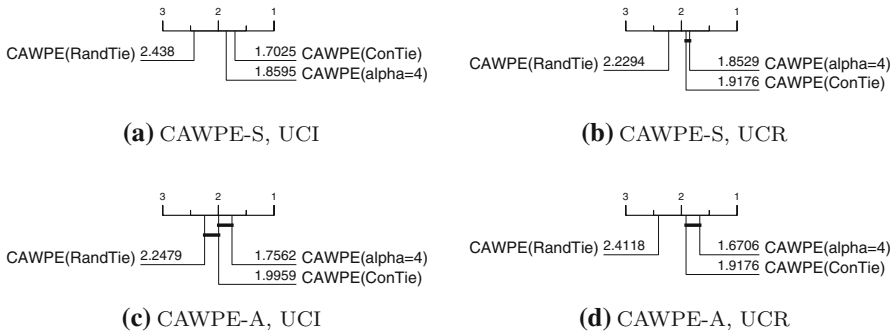 3 2 1
CAWPE(RandTie) 2.438 1.7025 CAWPE(ConTie)
1.8595 CAWPE(alpha=4)
(a) CAWPE-S, UCI
3 2 1
CAWPE(RandTie) 2.2294 1.8529 CAWPE(alpha=4)
1.9176 CAWPE(ConTie)
(b) CAWPE-S, UCR
3 2 1
CAWPE(RandTie) 2.2479 1.7562 CAWPE(alpha=4)
1.9959 CAWPE(ConTie)
(c) CAWPE-A, UCI
3 2 1
CAWPE(RandTie) 2.4118 1.6706 CAWPE(alpha=4)
1.9176 CAWPE(ConTie)
(d) CAWPE-A, UCR